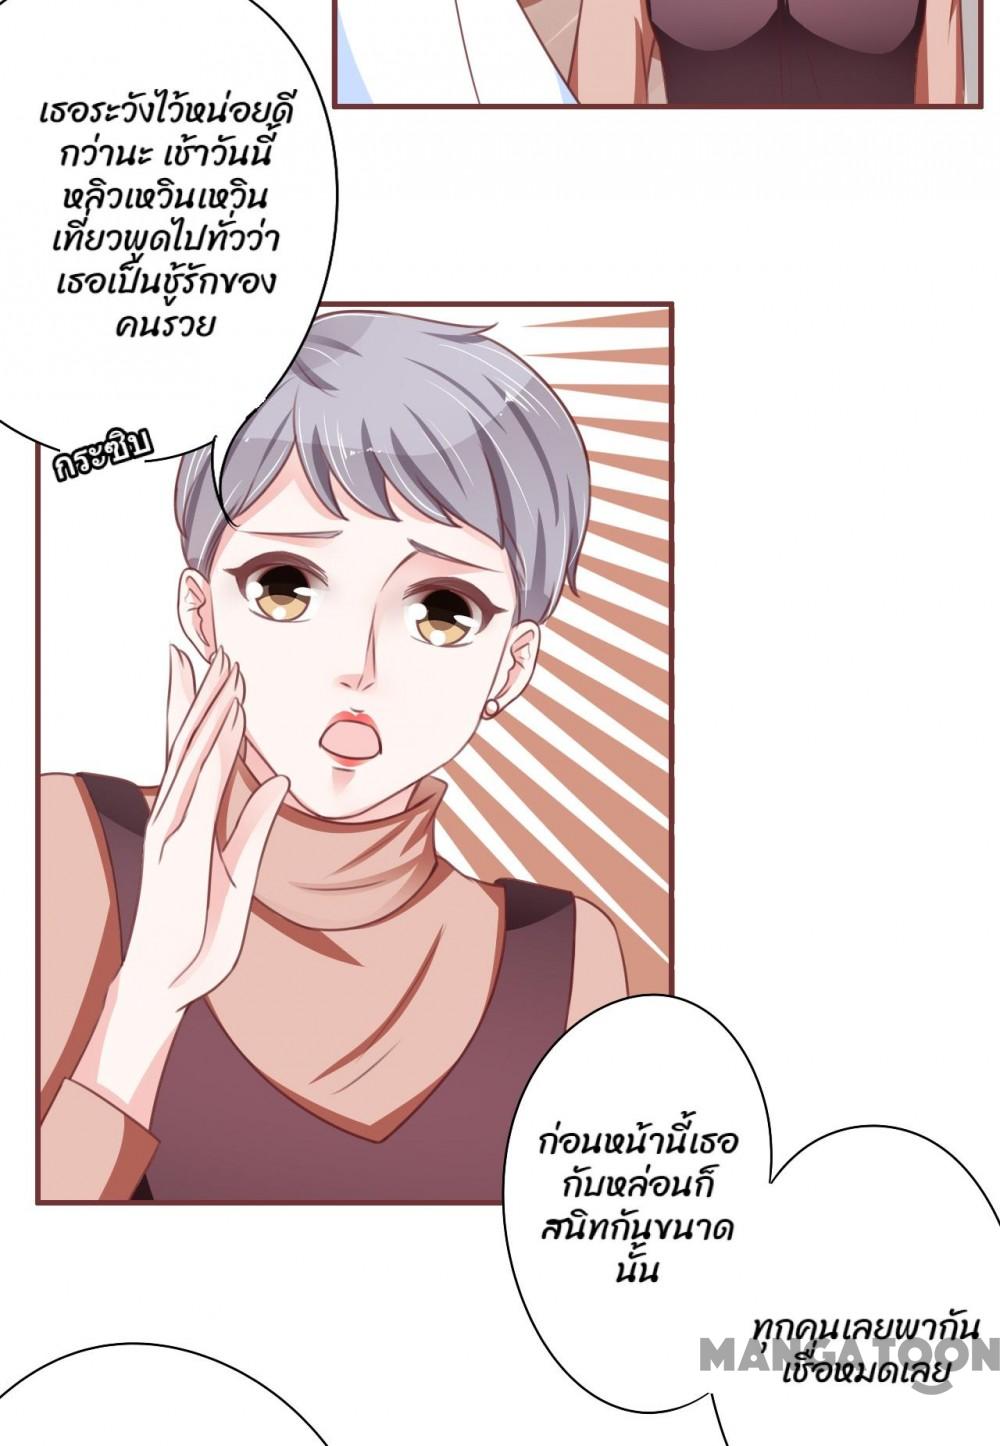 เธอระวังไว้หน่อยดี
กว่านะ เช้าวันนี้
หลิวเหวินเหวิน
เที่ยวพูดไปทั่วว่า
เธอเป็นชู้รักของ
คนรวย
กระซิบ
ก่อนหน้านี้เธอ
กับหล่อนก็
สนิทกันขนาด
นั้น
ทุกคนเลยพากัน
เชื่อหมดเลย
MANGATOON